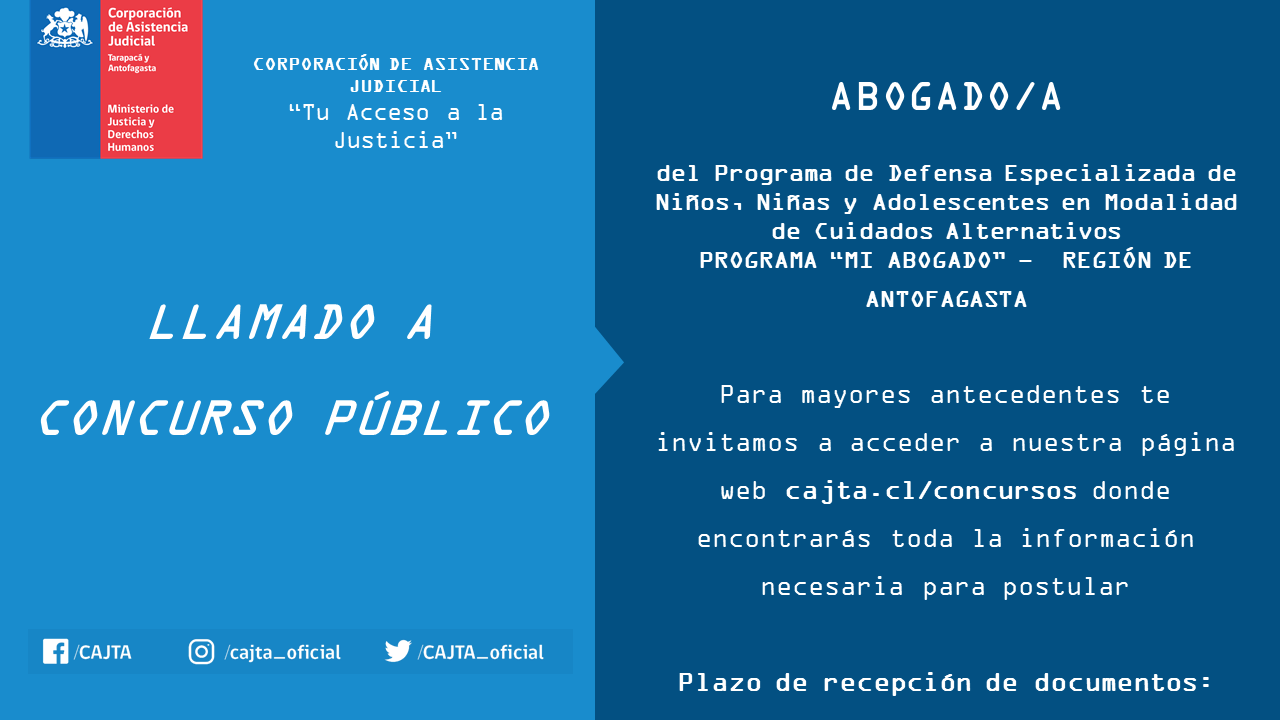 Corporación
de Asistencia
Judicial
Tarapacá y
Antofagasta
Ministerio de
Justicia y
Derechos
Humanos
CORPORACIÓN DE ASISTENCIA
JUDICIAL
“Tu Acceso a la
Justicia”
LLAMADO A
CONCURSO PÚBLICO
/CAJTA
/cajta_oficial
/CAJTA_oficial
ABOGADO/A
del Programa de Defensa Especializada de
Niños, Niñas y Adolescentes en Modalidad
de Cuidados Alternativos
PROGRAMA “MI ABOGADO” – REGIÓN DE
ANTOFAGASTA
Para mayores antecedentes te
invitamos a acceder a nuestra página
web cajta.cl/concursos donde
encontrarás toda la información
necesaria para postular
Plazo de recepción de documentos: